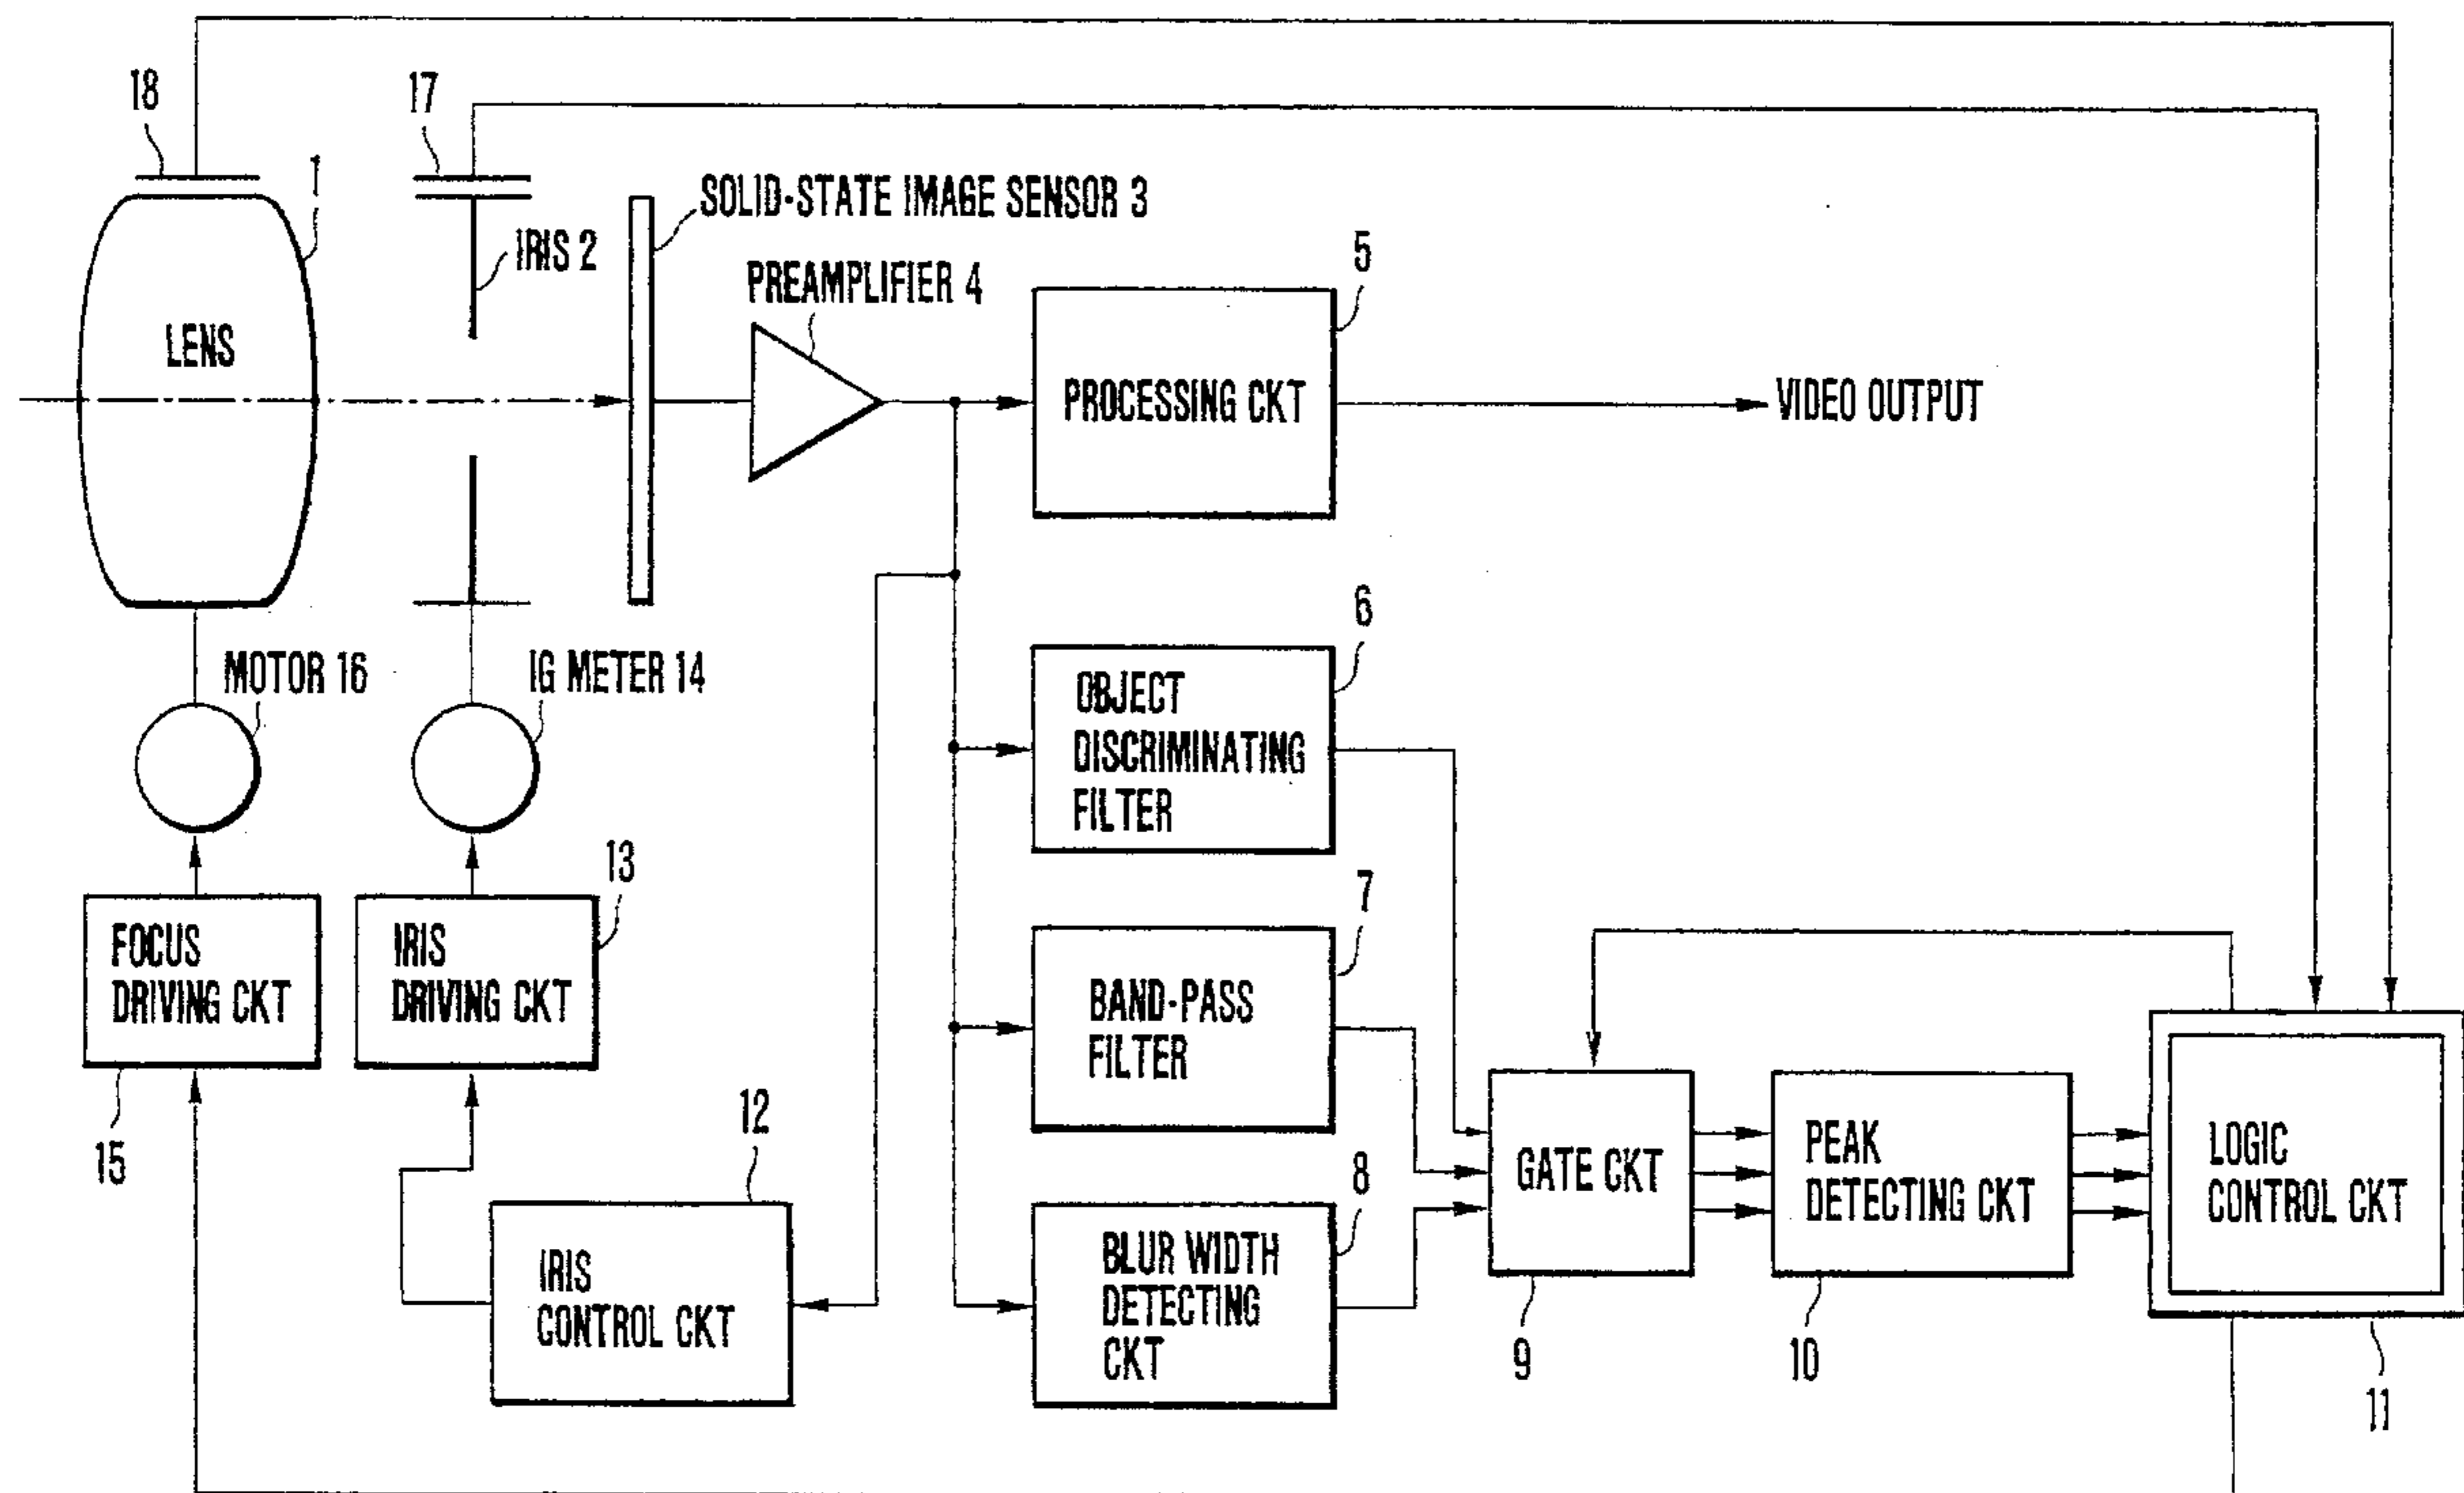 18
17
1
SOLID-STATE IMAGE SENSOR 3
IRIS 2
PREAMPLIFIER 4
5
LENS
PROCESSING CKT
VIDEO OUTPUT
6
MOTOR 16
IG METER 14
OBJECT
DISCRIMINATING
FILTER
13
7
FOCUS
DRIVING CKT
IRIS
DRIVING CKT
BAND-PASS
FILTER
15
12
8
GATE CKT
PEAK
DETECTING CKT
LOGIC
CONTROL CKT
IRIS
CONTROL CKT
BLUR WIDTH
DETECTING
CKT
9
10
11